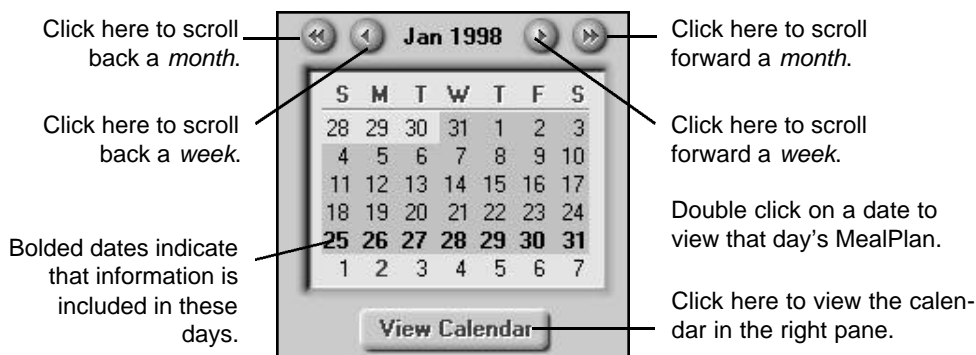 Click here to scroll
back a month.
Click here to scroll
back a week.
Bolded dates indicate
that information is
included in these
days.
Jan 1998
S M T W T F S
28 29 30 31 1 2 3
4 5 6 7 8 9 10
11 12 13 14 15 16 17
18 19 20 21 22 23 24
25 26 27 28 29 30 31
1 2 3 4 5 6 7
View Calendar
Click here to scroll
forward a month.
Click here to scroll
forward a week.
Double click on a date to
view that day's MealPlan.
Click here to view the calen-
dar in the right pane.